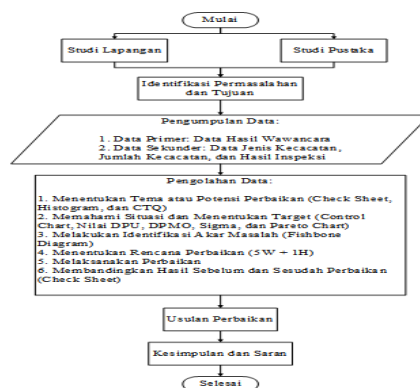 Mulai
Studi Lapangan
Studi Pustaka
Identifikasi Permasalahan
dan Tujuan
Pengumpulan Data:
1. Data Primer: Data Hasil Wawancara
2. Data Sekunder: Data Jenis Kecacatan,
Jumlah Kecacatan, dan Hasil Inspeksi
Pengolahan Data:
1. Menentukan Tema atau Potensi Perbaikan (Check Sheet,
Histogram, dan CTQ)
2. Memahami Situasi dan Menentukan Target (Control
Chart, Nilai DPU, DPMO, Sigma, dan Pareto Chart)
3. Melakukan Identifikasi Akar Masalah (Fishbone
Diagram)
4. Menentukan Rencana Perbaikan (5W + 1H)
5. Melaksanakan Perbaikan
6. Membandingkan Hasil Sebelum dan Sesudah Perbaikan
(Check Sheet)
Usulan Perbaikan
Kesimpulan dan Saran
Selesai